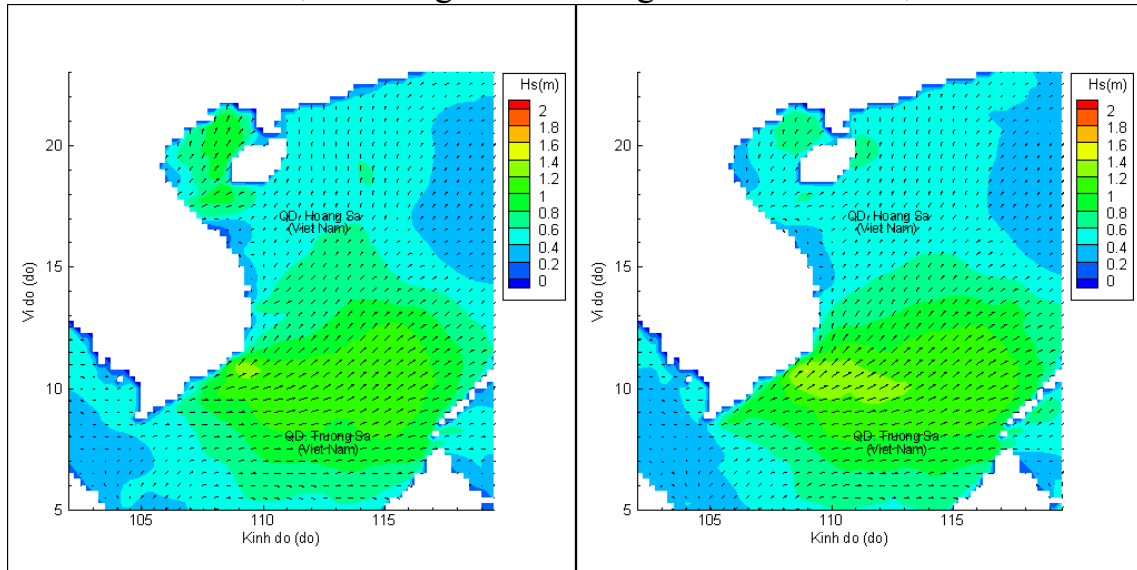 Hs(m)
2
1.8
1.6
1.4
1.2
1
0.8
0.6
0.4
0.2
0
20
15
10
5
Vi do (do)
105
110
115
Kinh do (do)
QD. Hoang Sa
(Viet Nam)
QD. Truong Sa
(Viet Nam)
Hs(m)
2
1.8
1.6
1.4
1.2
1
0.8
0.6
0.4
0.2
0
20
15
10
5
Vi do (do)
105
110
115
Kinh do (do)
QD. Hoang Sa
(Viet Nam)
QD. Truong Sa
(Viet Nam)